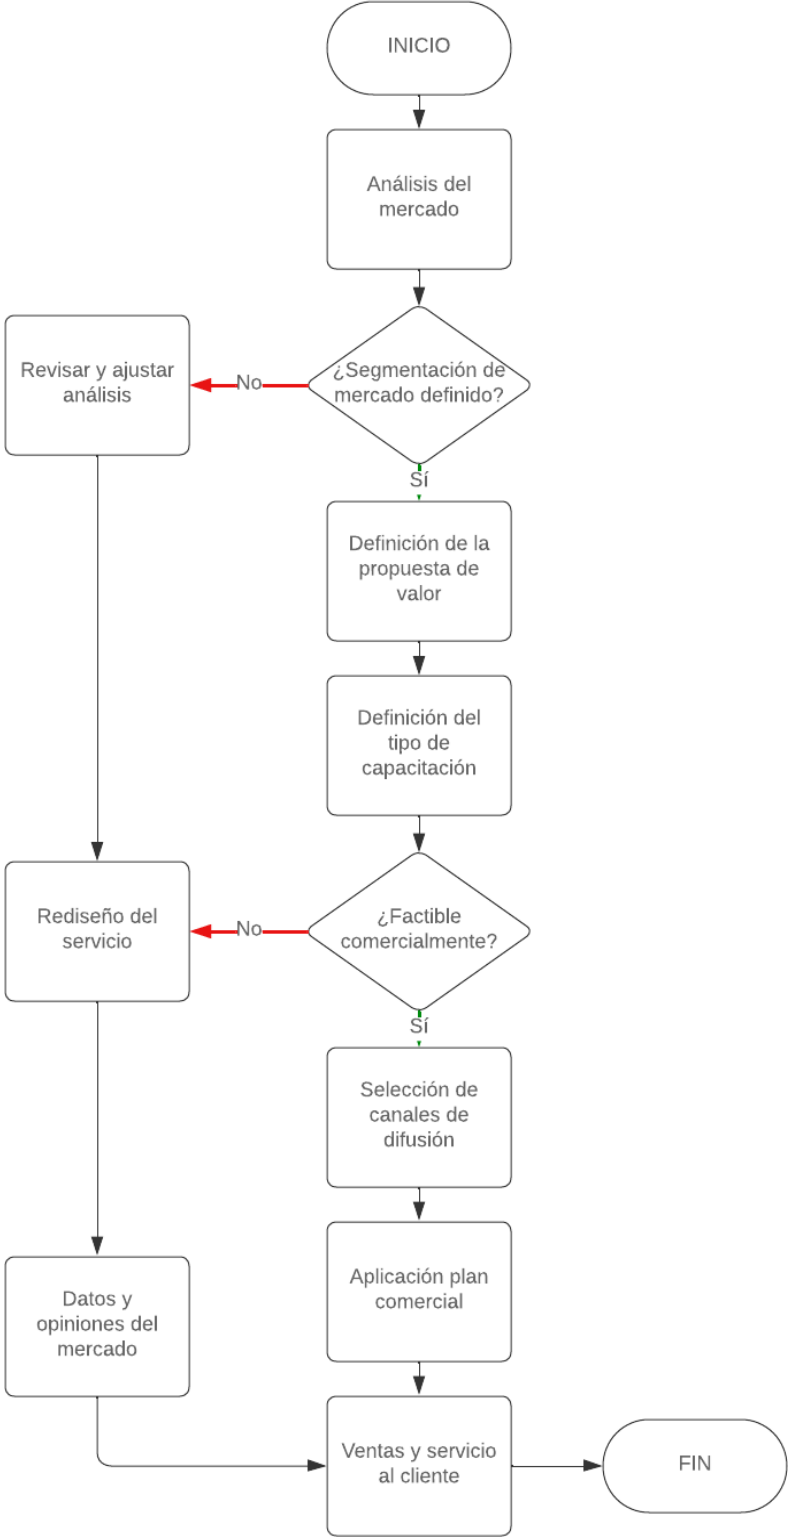 INICIO
Análisis del
mercado
¿Segmentación de
mercado definido?
No
Revisar y ajustar
análisis
Sí
Definición de la
propuesta de
valor
Definición del
tipo de
capacitación
¿Factible
comercialmente?
No
Rediseño del
servicio
Sí
Selección de
canales de
difusión
Aplicación plan
comercial
Datos y
opiniones del
mercado
Ventas y servicio
al cliente
FIN